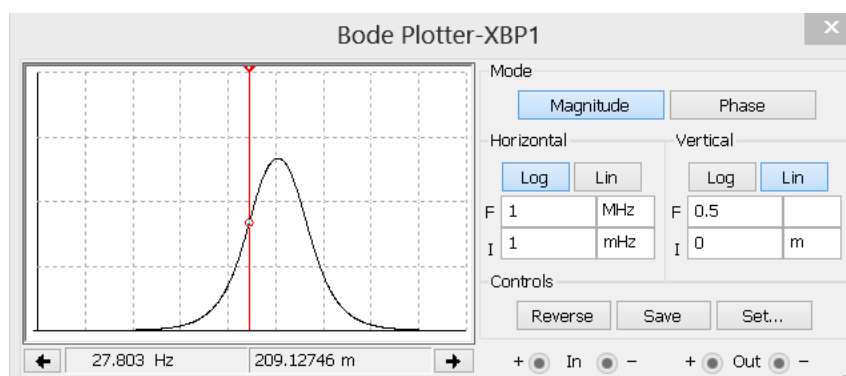 Bode Plotter-XBP1
Mode
Magnitude Phase
Horizontal Vertical
Log Lin Log Lin
F 1 MHz F 0.5
I 1 mHz I 0 m
Controls
Reverse Save Set...
27.803 Hz 209.12746 m + In - + Out -